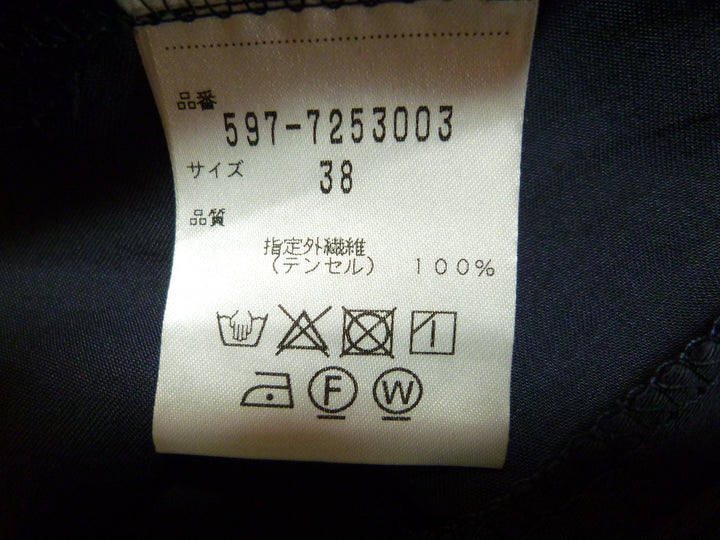 品番
597-7253003
サイズ 38
品質
指定外繊維
(テンセル) 100%
F W